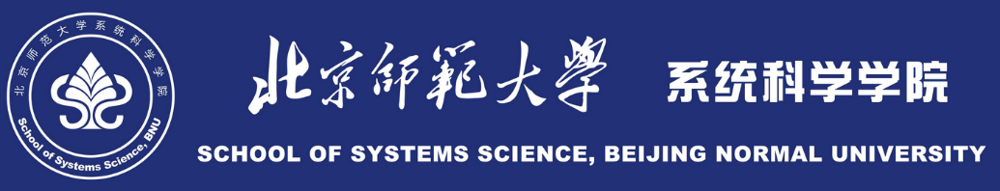 北京师范大学系统科学学院
School of Systems Science, BNU
北京师範大學 系统科学学院
SCHOOL OF SYSTEMS SCIENCE, BEIJING NORMAL UNIVERSITY